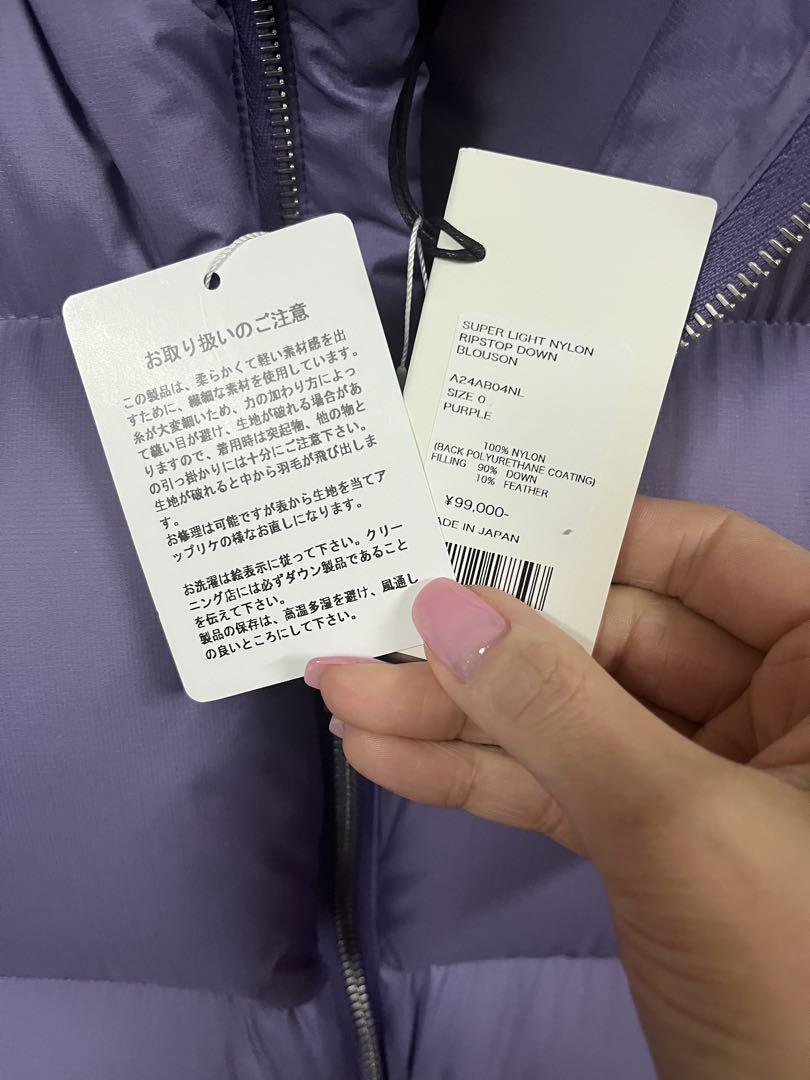 お取り扱いのご注意
この製品は、柔らかくて軽い素材感を出
すために、繊細な素材を使用しています。
糸が大変細いため、力の加わり方によっ
て縫い目が避け、生地が破れる場合があ
りますので、着用時は突起物、他の物と
の引っ掛かりには十分にご注意下さい。
生地が破れると中から羽毛が飛び出しま
す。
お修理は可能ですが表から生地を当てア
ップリケの様なお直しになります。
お洗濯は絵表示に従って下さい。クリー
ニング店には必ずダウン製品であること
を伝えて下さい。
製品の保存は、高温多湿を避け、風通し
の良いところにして下さい。
SUPER LIGHT NYLON
RIPSTOP DOWN
BLOUSON
A24AB04NL
SIZE 0
PURPLE
100% NYLON
(BACK POLYURETHANE COATING)
FILLING 90% DOWN
10% FEATHER
¥99,000-
ADE IN JAPAN